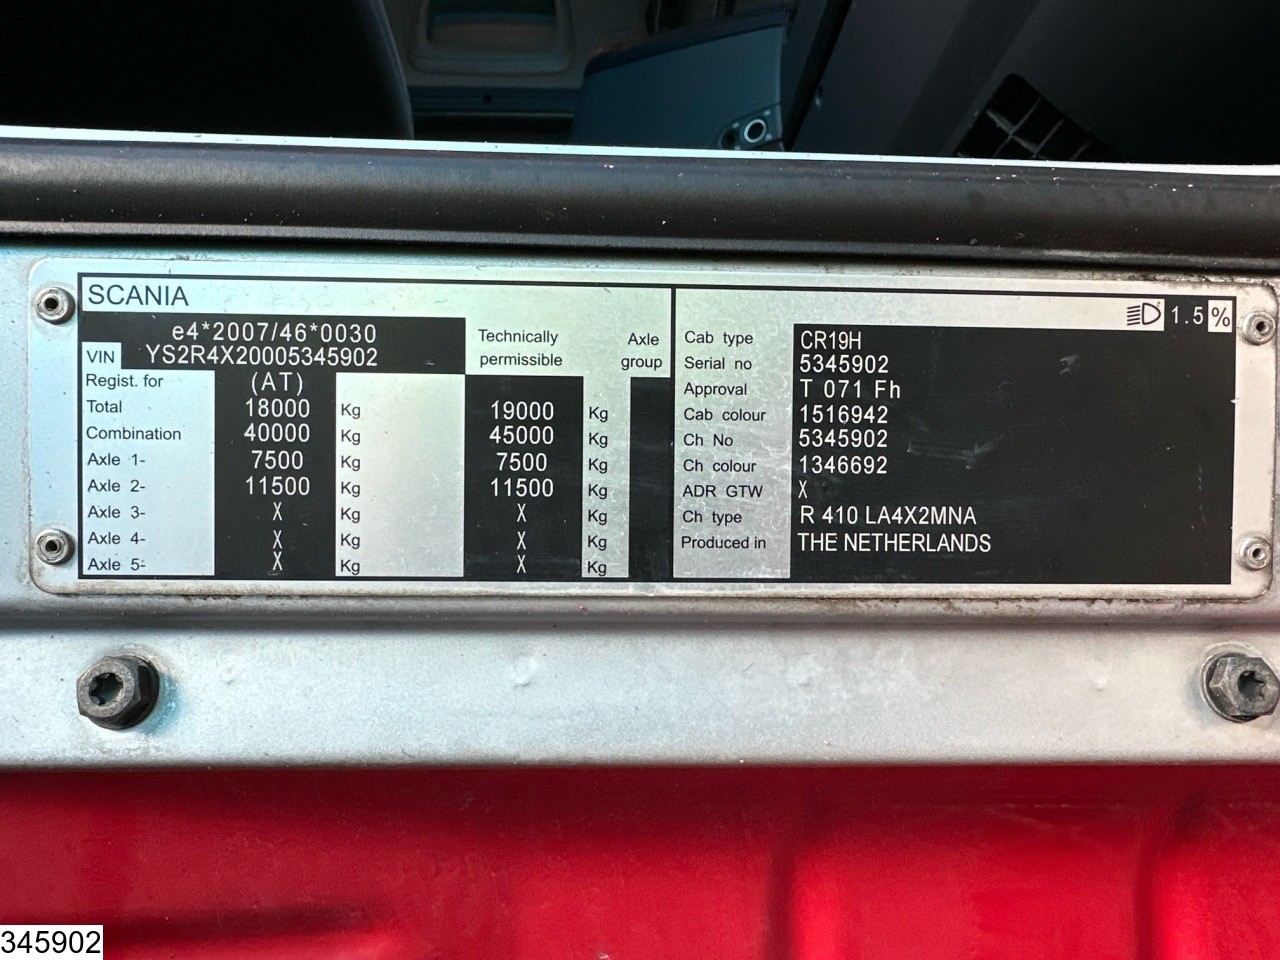 SCANIA
e4*2007/46*0030
VIN YS2R4X20005345902
Technically permissible
Axle group
Regist. for (AT)
Total 18000 Kg 19000 Kg
Combination 40000 Kg 45000 Kg
Axle 1- 7500 Kg 7500 Kg
Axle 2- 11500 Kg 11500 Kg
Axle 3- X Kg X Kg
Axle 4- X Kg X Kg
Axle 5- X Kg X Kg
1.5 %
Cab type CR19H
Serial no 5345902
Approval T 071 Fh
Cab colour 1516942
Ch No 5345902
Ch colour 1346692
ADR GTW X
Ch type R 410 LA4X2MNA
Produced in THE NETHERLANDS
345902